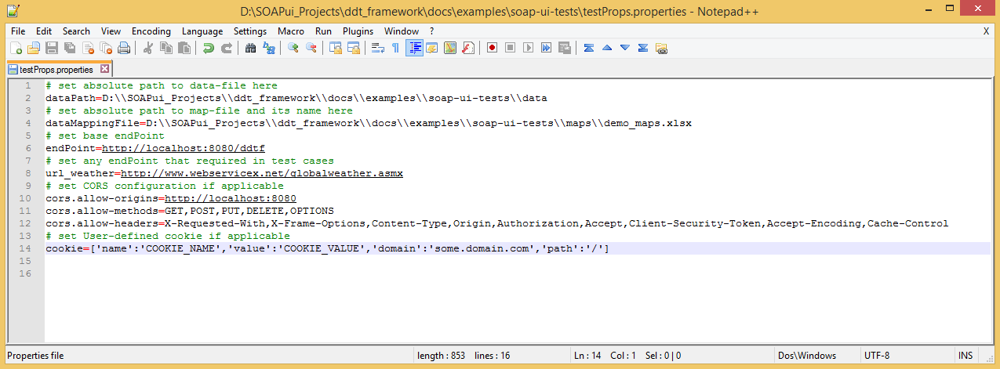 D:\SOAPui_Projects\ddt_framework\docs\examples\soap-ui-tests\testProps.properties - Notepad++
File Edit Search View Encoding Language Settings Macro Run Plugins Window ? X
testProps.properties
1 # set absolute path to data-file here
2 dataPath=D:\\SOAPui_Projects\\ddt_framework\\docs\\examples\\soap-ui-tests\\data
3 # set absolute path to map-file and its name here
4 dataMappingFile=D:\\SOAPui_Projects\\ddt_framework\\docs\\examples\\soap-ui-tests\\maps\\demo_maps.xlsx
5 # set base endPoint
6 endPoint=http://localhost:8080/ddtf
7 # set any endPoint that required in test cases
8 url_weather=http://www.webservicex.net/globalweather.asmx
9 # set CORS configuration if applicable
10 cors.allow-origins=http://localhost:8080
11 cors.allow-methods=GET,POST,PUT,DELETE,OPTIONS
12 cors.allow-headers=X-Requested-With,X-Frame-Options,Content-Type,Origin,Authorization,Accept,Client-Security-Token,Accept-Encoding,Cache-Control
13 # set User-defined cookie if applicable
14 cookie=['name':'COOKIE_NAME','value':'COOKIE_VALUE','domain':'some.domain.com','path':'/']
15
16
Properties file length : 853 lines : 16 Ln : 14 Col : 1 Sel : 0 | 0 Dos\Windows UTF-8 INS